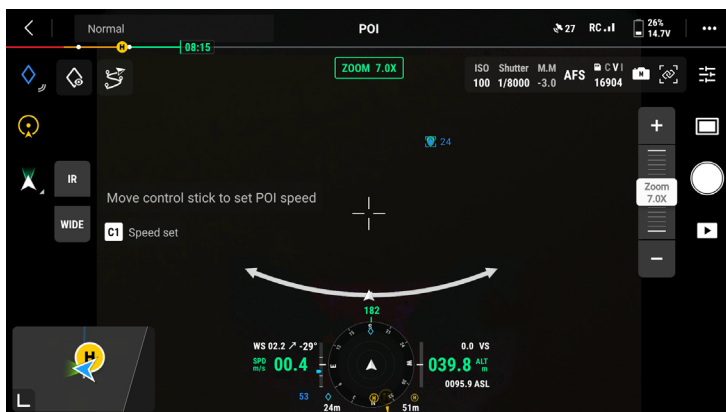 Normal
POI
27 RC
26%
14.7V
H
08:15
ZOOM 7.0X
ISO Shutter M.M AFS C V I
100 1/8000 -3.0 16904
24
IR
WIDE
Move control stick to set POI speed
C1 Speed set
+
Zoom
7.0X
−
182
WS 02.2 ↗ -29°
SPD
m/s
00.4
0.0 VS
039.8 ALT
m
0095.9 ASL
53
24m
H
51m
H
L